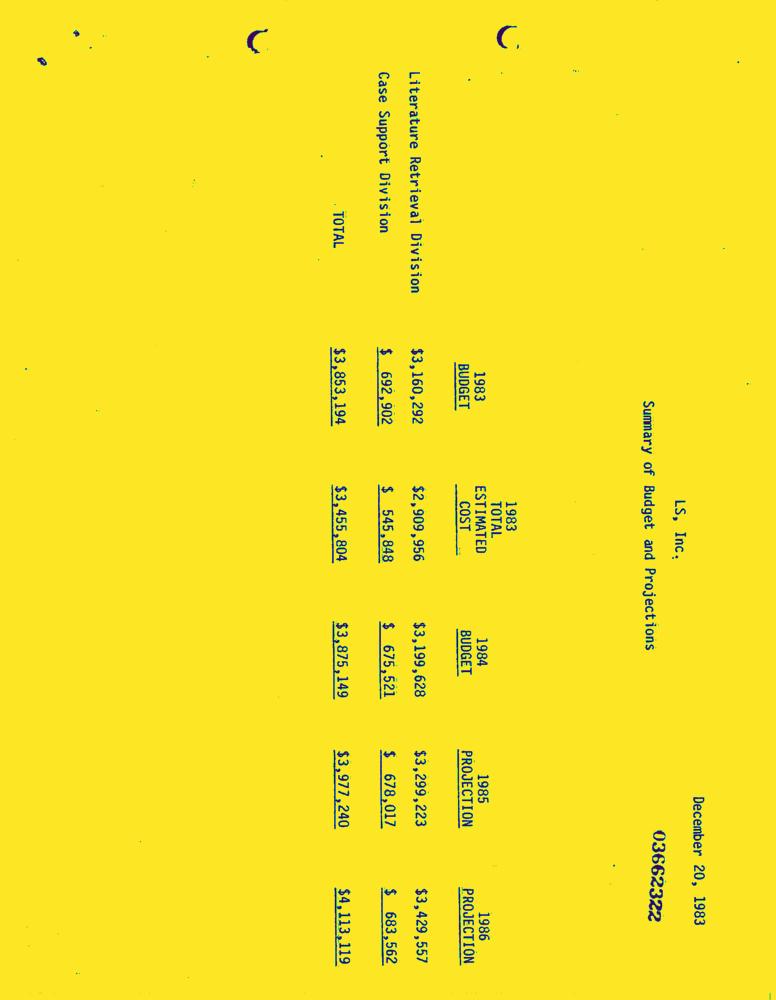 December 20, 1983
LS, Inc.
03662322
Summary of Budget and Projections
1983 BUDGET 1983 TOTAL ESTIMATED COST 1984 BUDGET 1985 PROJECTION 1986 PROJECTION
Literature Retrieval Division $3,160,292 $2,909,956 $3,199,628 $3,299,223 $3,429,557
Case Support Division $ 692,902 $ 545,848 $ 675,521 $ 678,017 $ 683,562
TOTAL $3,853,194 $3,455,804 $3,875,149 $3,977,240 $4,113,119